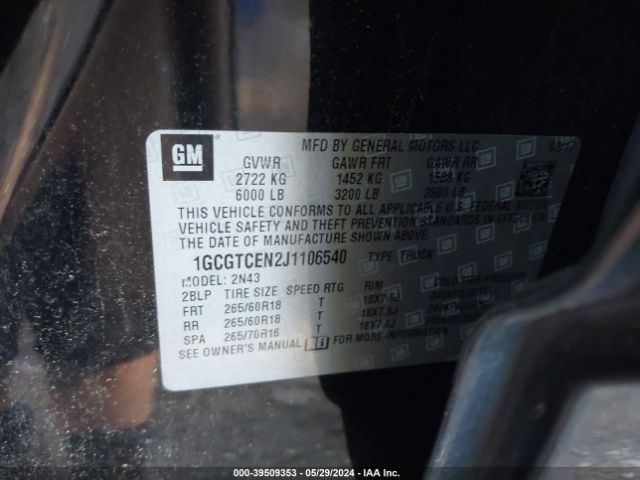 GM
MFD BY GENERAL MOTORS LLC
GVWR GAWR FRT GAWR RR
2722 KG 1452 KG 1588 KG
6000 LB 3200 LB 3500 LB
THIS VEHICLE CONFORMS TO ALL APPLICABLE U.S. FEDERAL MOTOR
VEHICLE SAFETY AND THEFT PREVENTION STANDARDS IN EFFECT ON
THE DATE OF MANUFACTURE SHOWN ABOVE.
1GCGTCEN2J1106540 TYPE: TRUCK
MODEL: 2N43
2BLP TIRE SIZE SPEED RTG RIM
FRT 265/60R18 T 18X7.5J
RR 265/60R18 T 18X7.5J
SPA 265/70R16 T
SEE OWNER'S MANUAL FOR MORE INFORMATION
000-39509353 — 05/29/2024 — IAA Inc.